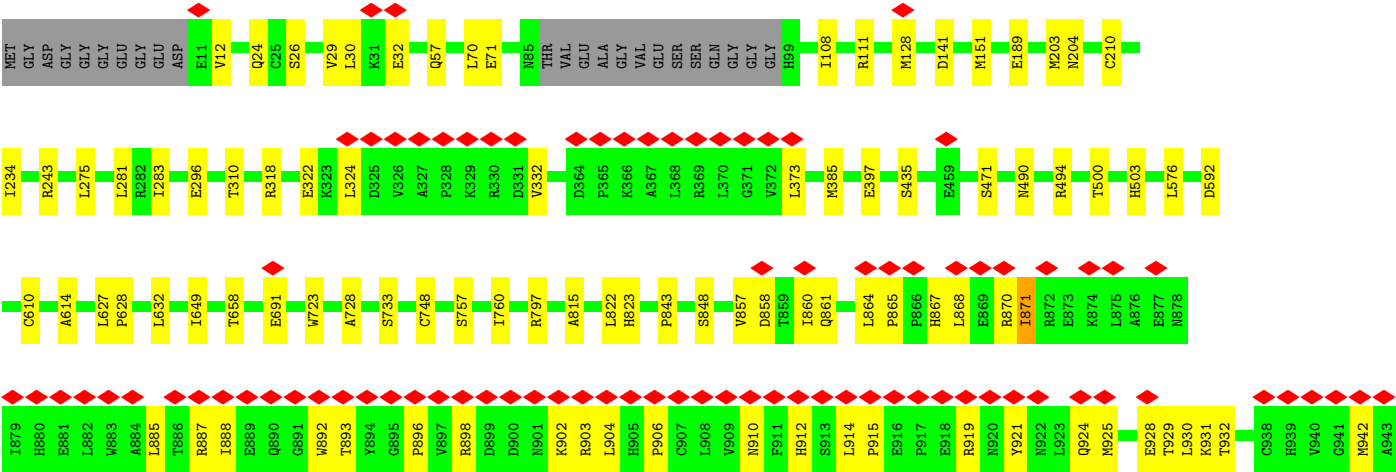 MET GLY ASP GLY GLY GLY GLU GLY GLU ASP E11 V12 Q24 C25 S26 V29 L30 K31 E32 Q57 L70 E71 N85 THR VAL GLU ALA GLY VAL GLU SER SER GLN GLY GLY GLY H99 I108 R111 M128 D141 M151 E189 M203 N204 C210
I234 R243 L275 L281 R282 I283 E296 T310 R318 E322 K323 L324 D325 V326 A327 P328 K329 R330 D331 V332 D364 P365 K366 A367 L368 R369 L370 G371 V372 L373 M385 E397 S435 E459 S471 N490 R494 T500 H503 L576 D592
C610 A614 L627 P628 L632 I649 T658 E691 W723 A728 S733 C748 S757 I760 R797 A815 L822 H823 P843 S848 V857 D858 T859 I860 Q861 L864 P865 P866 H867 L868 E869 R870 I871 R872 E873 K874 L875 A876 E877 N878
I879 H880 E881 L882 W883 A884 L885 T886 R887 I888 E889 Q890 G891 W892 T893 Y894 G895 P896 V897 R898 D899 D900 N901 K902 R903 L904 H905 P906 C907 L908 V909 N910 F911 H912 S913 L914 P915 E916 P917 E918 R919 N920 Y921 N922 L923 Q924 M925 E928 T929 L930 K931 T932 C938 H939 V940 G941 M942 A943